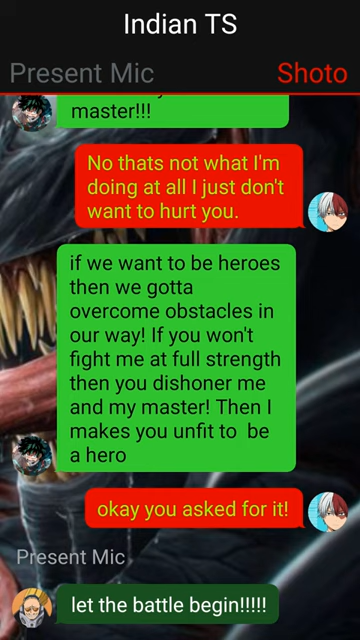 Indian TS
Present Mic
Shoto
master!!!
No thats not what I'm
doing at all I just don't
want to hurt you.
if we want to be heroes
then we gotta
overcome obstacles in
our way! If you won't
fight me at full strength
then you dishoner me
and my master! Then I
makes you unfit to  be
a hero
okay you asked for it!
Present Mic
let the battle begin!!!!!